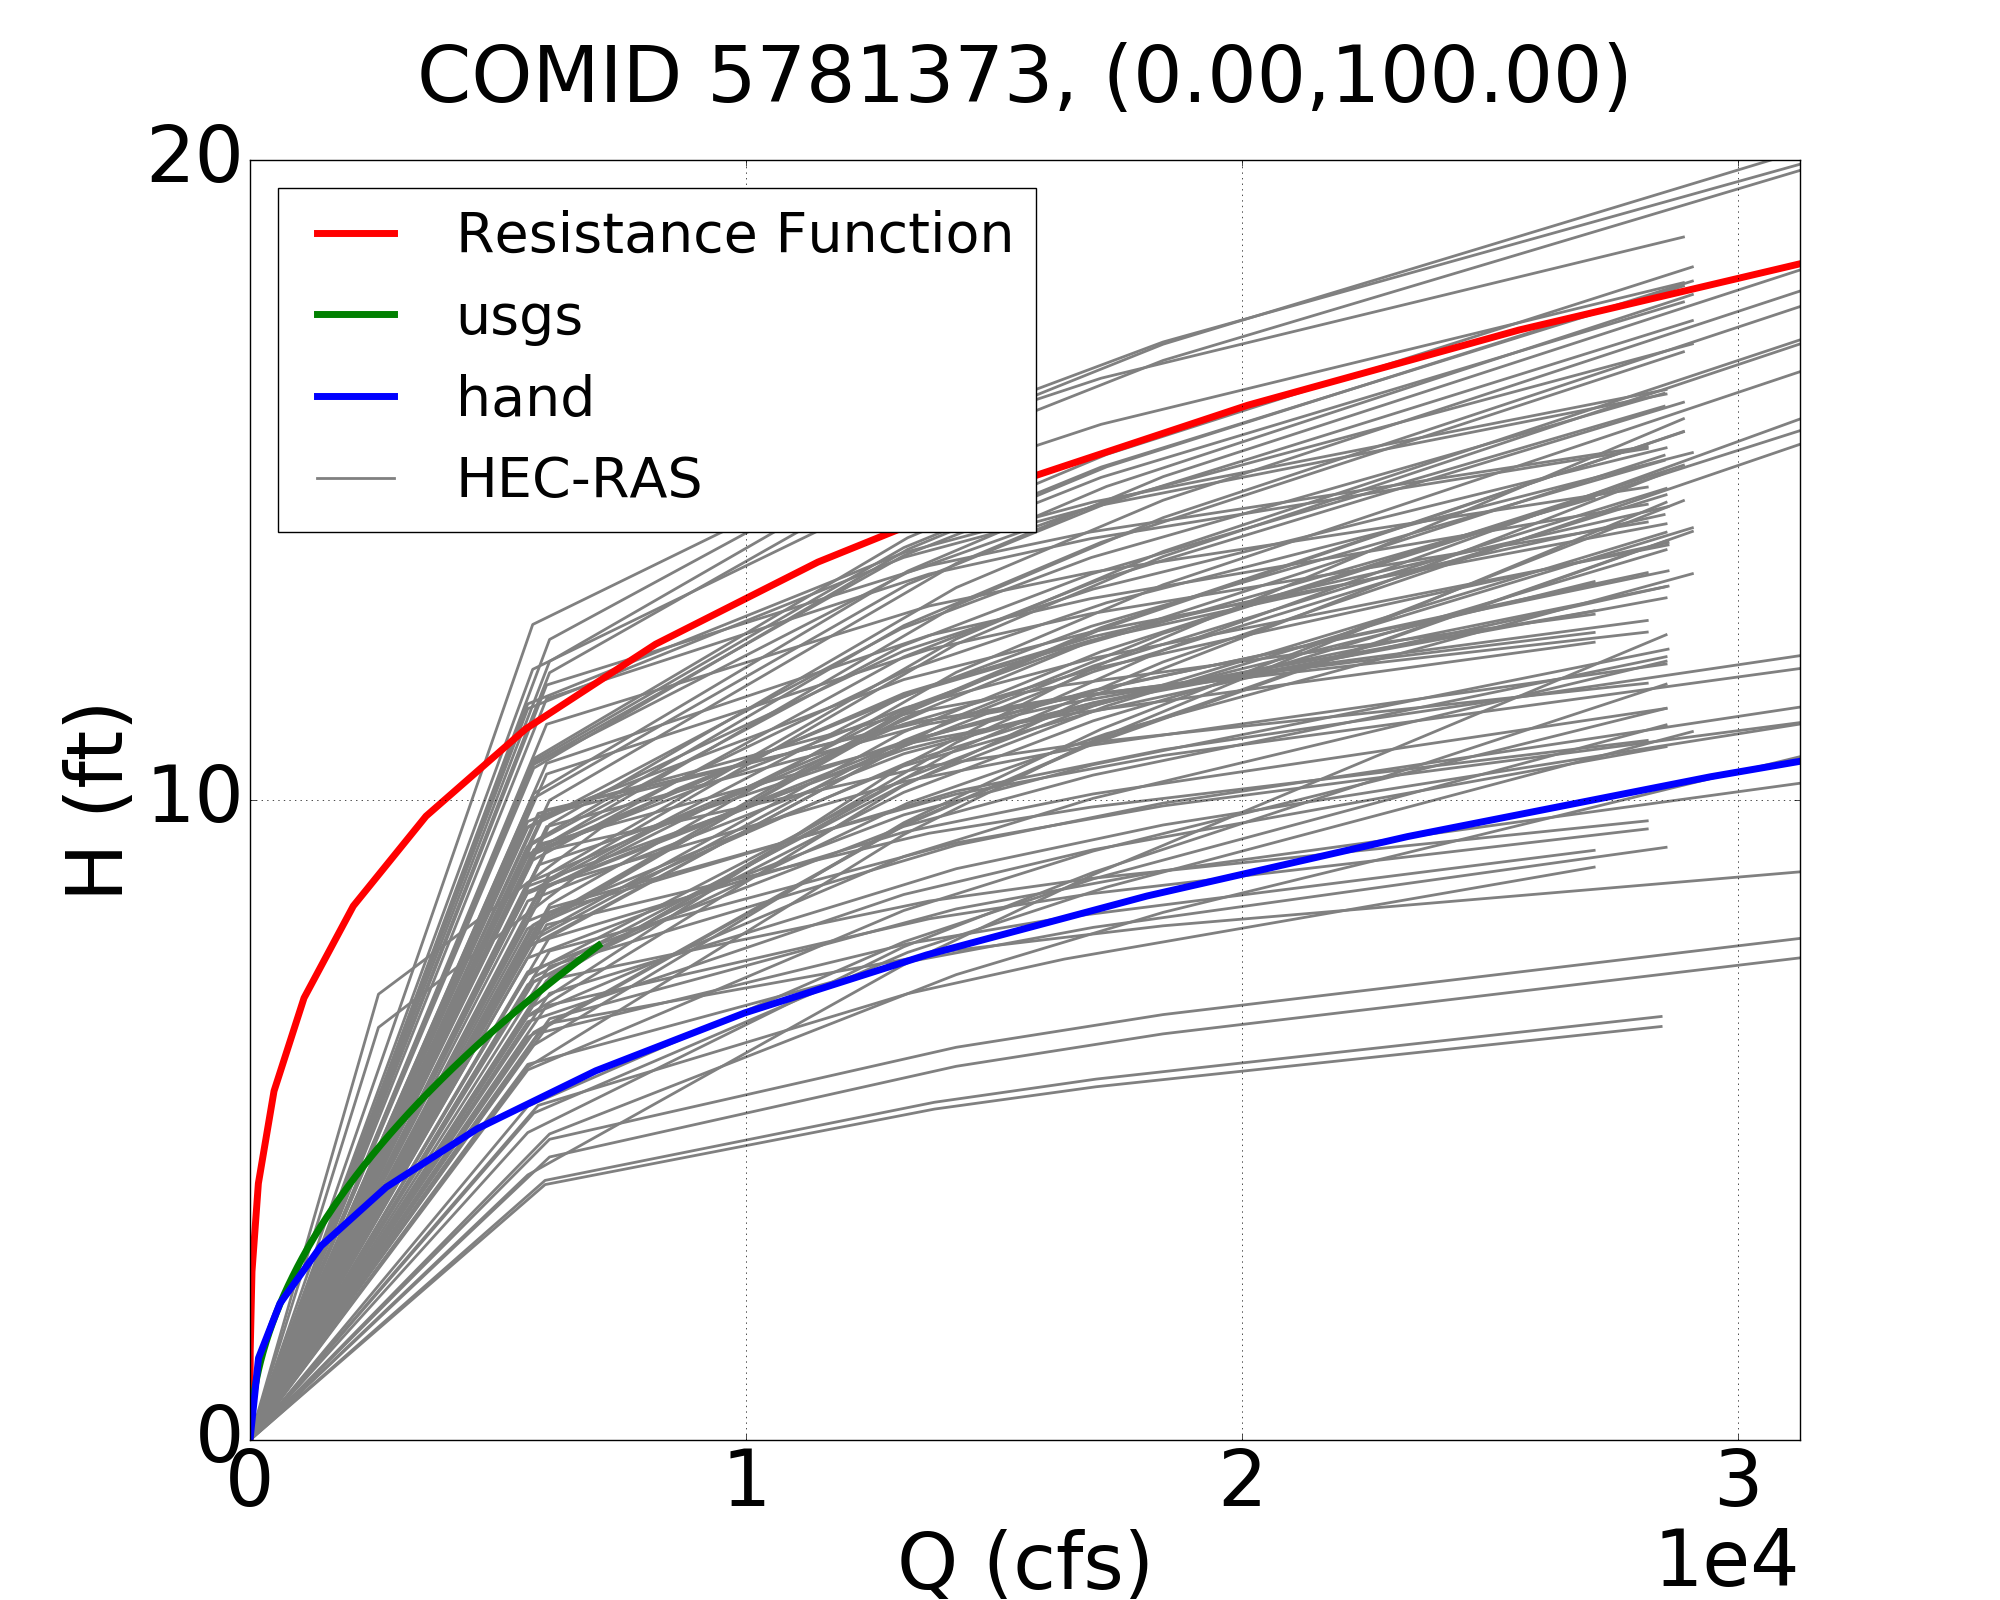 COMID 5781373, (0.00,100.00)
20
Resistance Function
usgs
hand
HEC-RAS
H (ft)
10
0
0 1 2 3
Q (cfs)
1e4